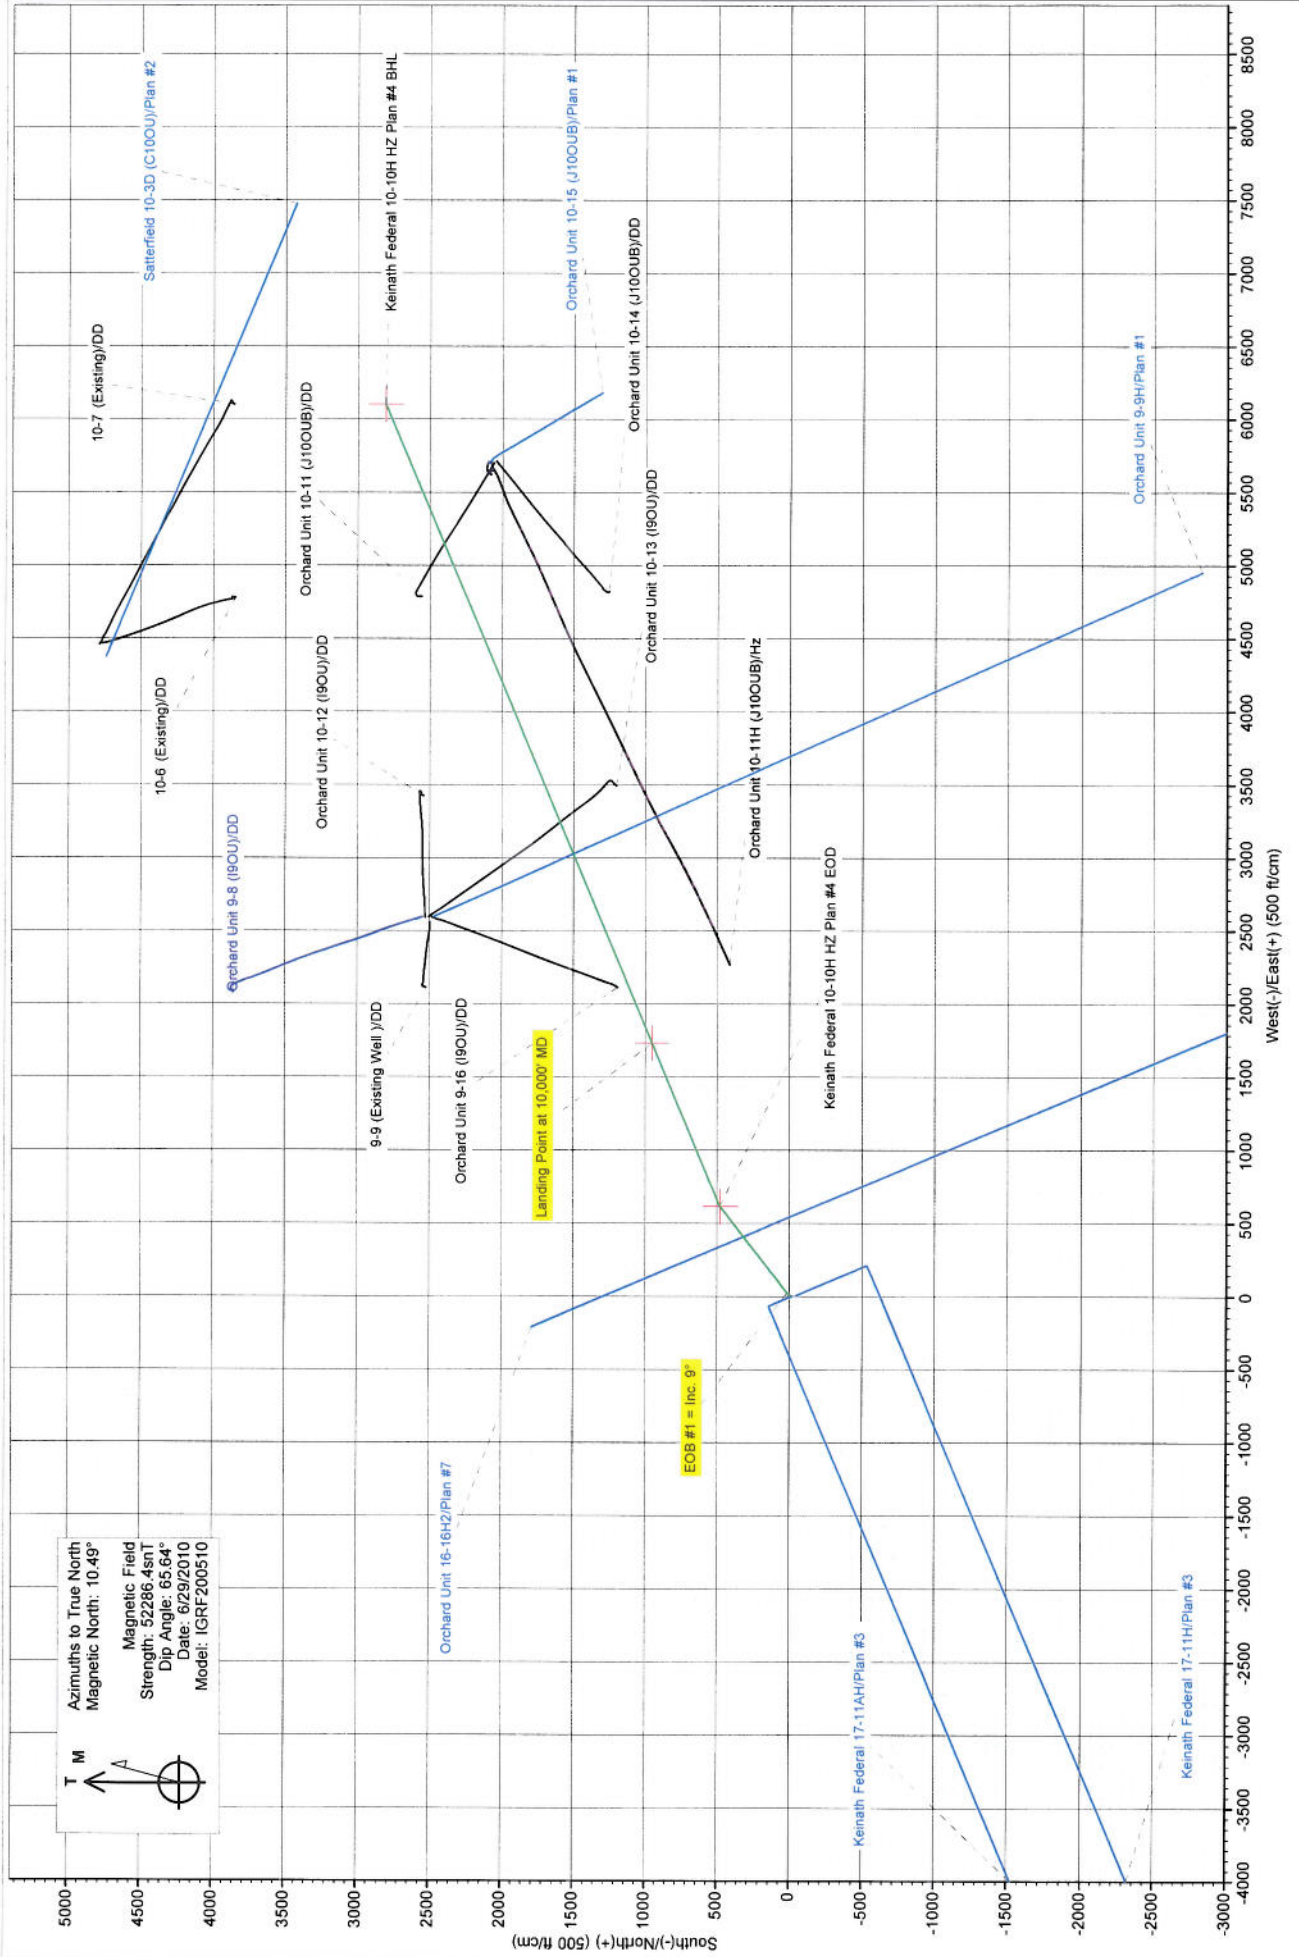 T M
Azimuths to True North
Magnetic North: 10.49°
Magnetic Field
Strength: 52286.4snT
Dip Angle: 65.64°
Date: 6/29/2010
Model: IGRF200510
Satterfield 10-3D (C10OU)/Plan #2
10-7 (Existing)/DD
10-6 (Existing)/DD
Orchard Unit 9-8 (I9OU)/DD
Orchard Unit 10-11 (J10OUB)/DD
Orchard Unit 10-12 (I9OU)/DD
Keinath Federal 10-10H HZ Plan #4 BHL
9-9 (Existing Well )/DD
Orchard Unit 9-16 (I9OU)/DD
Landing Point at 10,000' MD
Orchard Unit 10-15 (J10OUB)/Plan #1
Orchard Unit 10-14 (J10OUB)/DD
Orchard Unit 10-13 (I9OU)/DD
Orchard Unit 10-11H (J10OUB)/Hz
Keinath Federal 10-10H HZ Plan #4 EOD
Orchard Unit 16-16H2/Plan #7
EOB #1 = Inc. 9°
Orchard Unit 9-9H/Plan #1
Keinath Federal 17-11AH/Plan #3
Keinath Federal 17-11H/Plan #3
South(-)/North(+) (500 ft/cm)
5000
4500
4000
3500
3000
2500
2000
1500
1000
500
0
-500
-1000
-1500
-2000
-2500
-3000
-4000
-3500
-3000
-2500
-2000
-1500
-1000
-500
0
500
1000
1500
2000
2500
3000
3500
4000
4500
5000
5500
6000
6500
7000
7500
8000
8500
West(-)/East(+) (500 ft/cm)